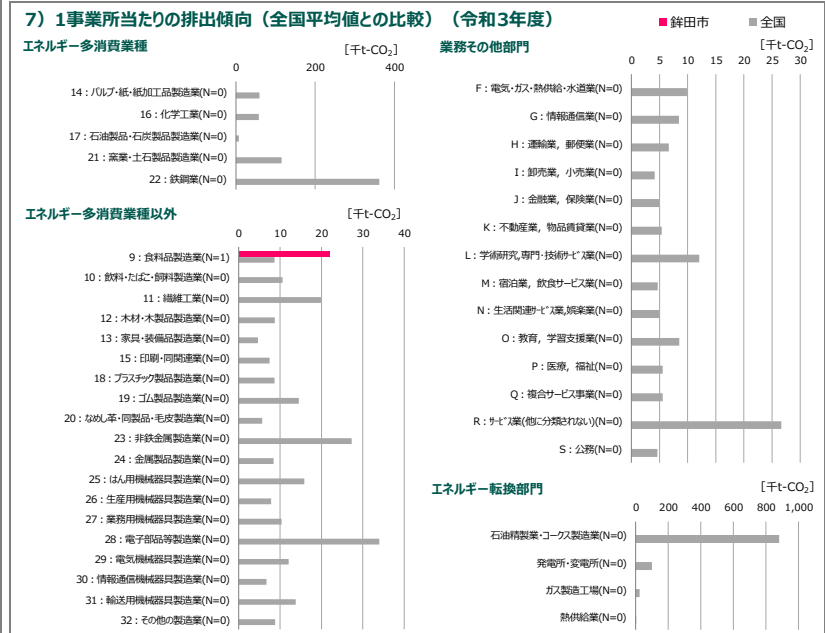 7）1事業所当たりの排出傾向（全国平均値との比較）（令和3年度）
■鉾田市 ■全国
エネルギー多消費業種
[千t-CO₂]
0 200 400
14：パルプ・紙・紙加工品製造業(N=0)
16：化学工業(N=0)
17：石油製品・石炭製品製造業(N=0)
21：窯業・土石製品製造業(N=0)
22：鉄鋼業(N=0)
エネルギー多消費業種以外
[千t-CO₂]
0 10 20 30 40
9：食料品製造業(N=1)
10：飲料・たばこ・飼料製造業(N=0)
11：繊維工業(N=0)
12：木材・木製品製造業(N=0)
13：家具・装備品製造業(N=0)
15：印刷・同関連業(N=0)
18：プラスチック製品製造業(N=0)
19：ゴム製品製造業(N=0)
20：なめし革・同製品・毛皮製造業(N=0)
23：非鉄金属製造業(N=0)
24：金属製品製造業(N=0)
25：はん用機械器具製造業(N=0)
26：生産用機械器具製造業(N=0)
27：業務用機械器具製造業(N=0)
28：電子部品等製造業(N=0)
29：電気機械器具製造業(N=0)
30：情報通信機械器具製造業(N=0)
31：輸送用機械器具製造業(N=0)
32：その他の製造業(N=0)
業務その他部門
[千t-CO₂]
0 5 10 15 20 25 30
F：電気・ガス・熱供給・水道業(N=0)
G：情報通信業(N=0)
H：運輸業，郵便業(N=0)
I：卸売業，小売業(N=0)
J：金融業，保険業(N=0)
K：不動産業，物品賃貸業(N=0)
L：学術研究,専門・技術ｻｰﾋﾞｽ業(N=0)
M：宿泊業，飲食サービス業(N=0)
N：生活関連ｻｰﾋﾞｽ業,娯楽業(N=0)
O：教育，学習支援業(N=0)
P：医療，福祉(N=0)
Q：複合サービス事業(N=0)
R：ｻｰﾋﾞｽ業(他に分類されない)(N=0)
S：公務(N=0)
エネルギー転換部門
[千t-CO₂]
0 200 400 600 800 1,000
石油精製業・コークス製造業(N=0)
発電所・変電所(N=0)
ガス製造工場(N=0)
熱供給業(N=0)